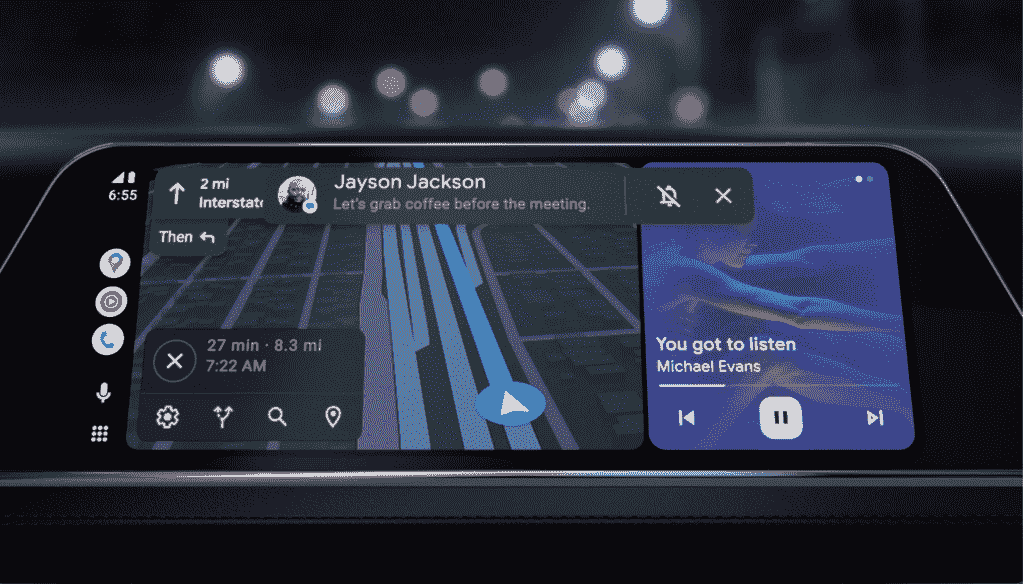 6:55
2 mi
Interstate
Then
Jayson Jackson
Let's grab coffee before the meeting.
27 min · 8.3 mi
7:22 AM
You got to listen
Michael Evans